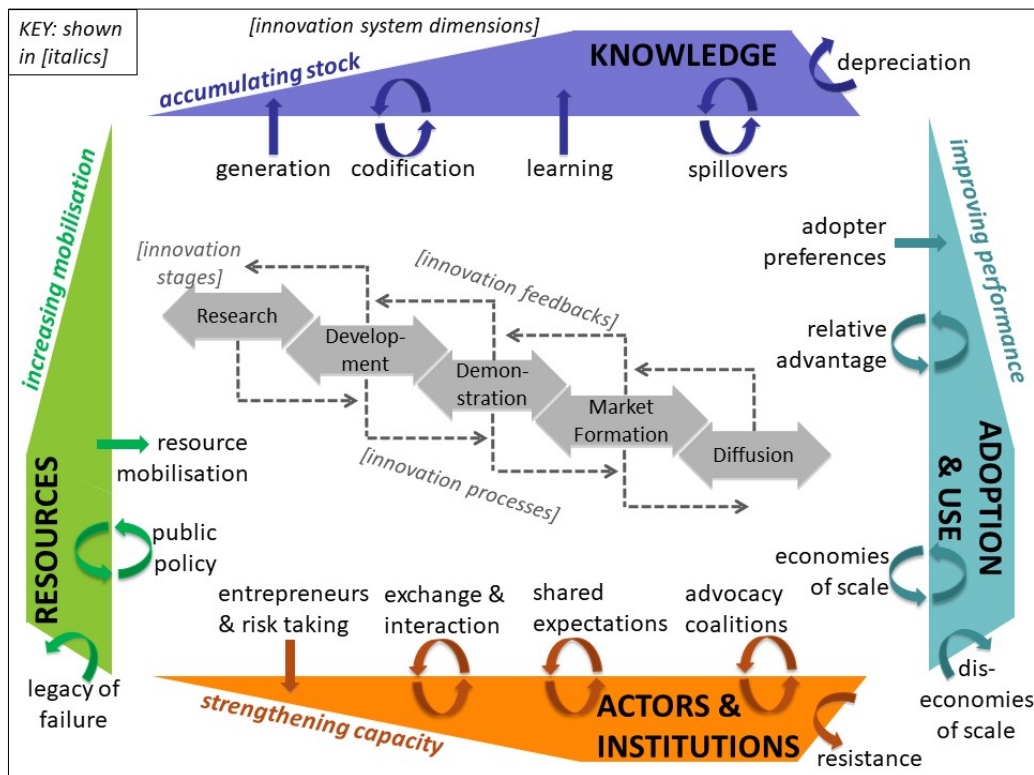 KEY: shown
in [italics]
[innovation system dimensions]
KNOWLEDGE
accumulating stock
depreciation
generation
codification
learning
spillovers
increasing mobilisation
RESOURCES
resource
mobilisation
public
policy
legacy of
failure
[innovation
stages]
[innovation feedbacks]
Research
Develop-
ment
Demon-
stration
Market
Formation
Diffusion
[innovation processes]
adopter
preferences
relative
advantage
improving performance
ADOPTION
& USE
economies
of scale
dis-
economies
of scale
entrepreneurs
& risk taking
exchange &
interaction
shared
expectations
advocacy
coalitions
strengthening capacity
ACTORS &
INSTITUTIONS
resistance